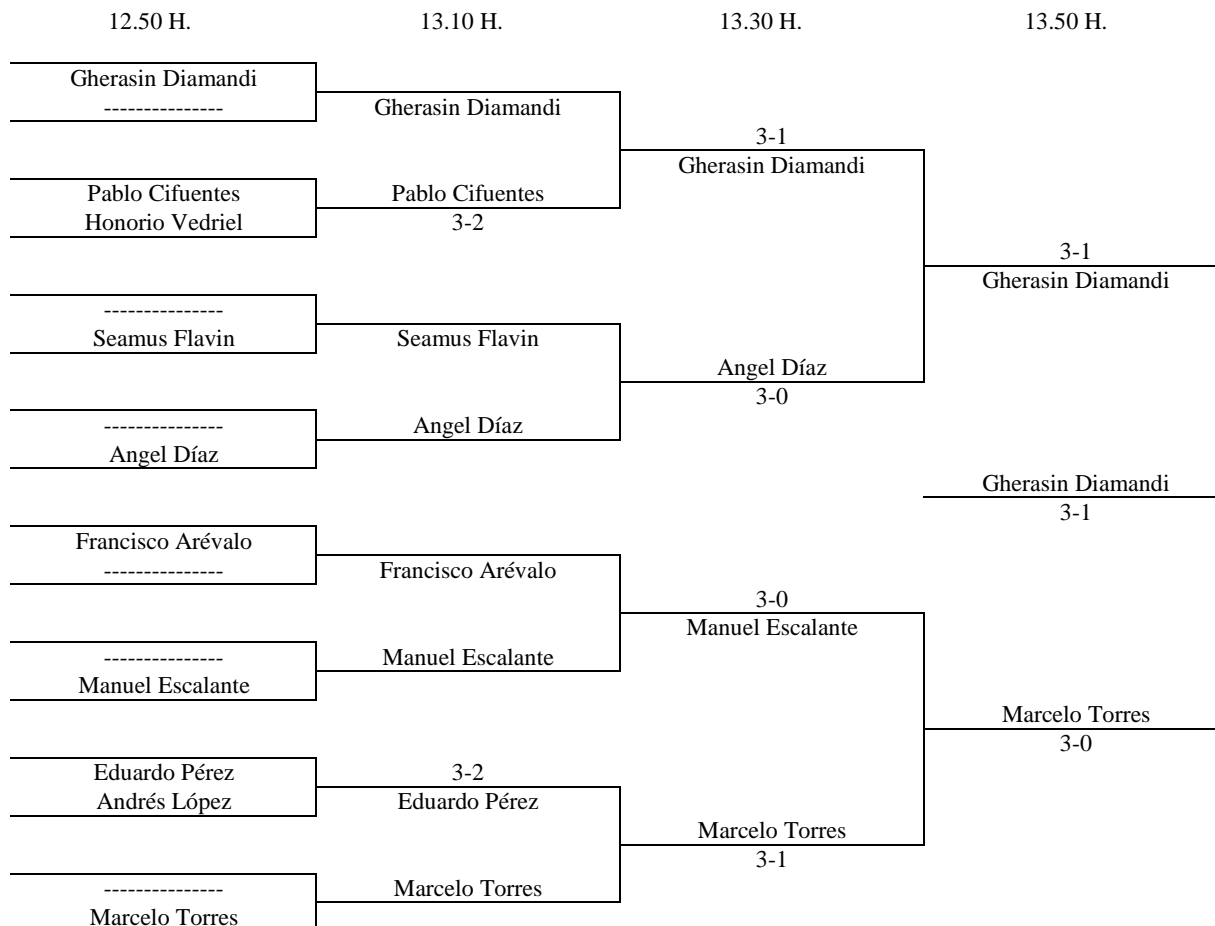 12.50 H.
13.10 H.
13.30 H.
13.50 H.
Gherasin Diamandi
---------------
Gherasin Diamandi
3-1
Gherasin Diamandi
Pablo Cifuentes
Honorio Vedriel
Pablo Cifuentes
3-2
3-1
Gherasin Diamandi
---------------
Seamus Flavin
Seamus Flavin
Angel Díaz
3-0
---------------
Angel Díaz
Angel Díaz
Gherasin Diamandi
3-1
Francisco Arévalo
---------------
Francisco Arévalo
3-0
Manuel Escalante
---------------
Manuel Escalante
Manuel Escalante
Marcelo Torres
3-0
Eduardo Pérez
Andrés López
3-2
Eduardo Pérez
Marcelo Torres
3-1
---------------
Marcelo Torres
Marcelo Torres